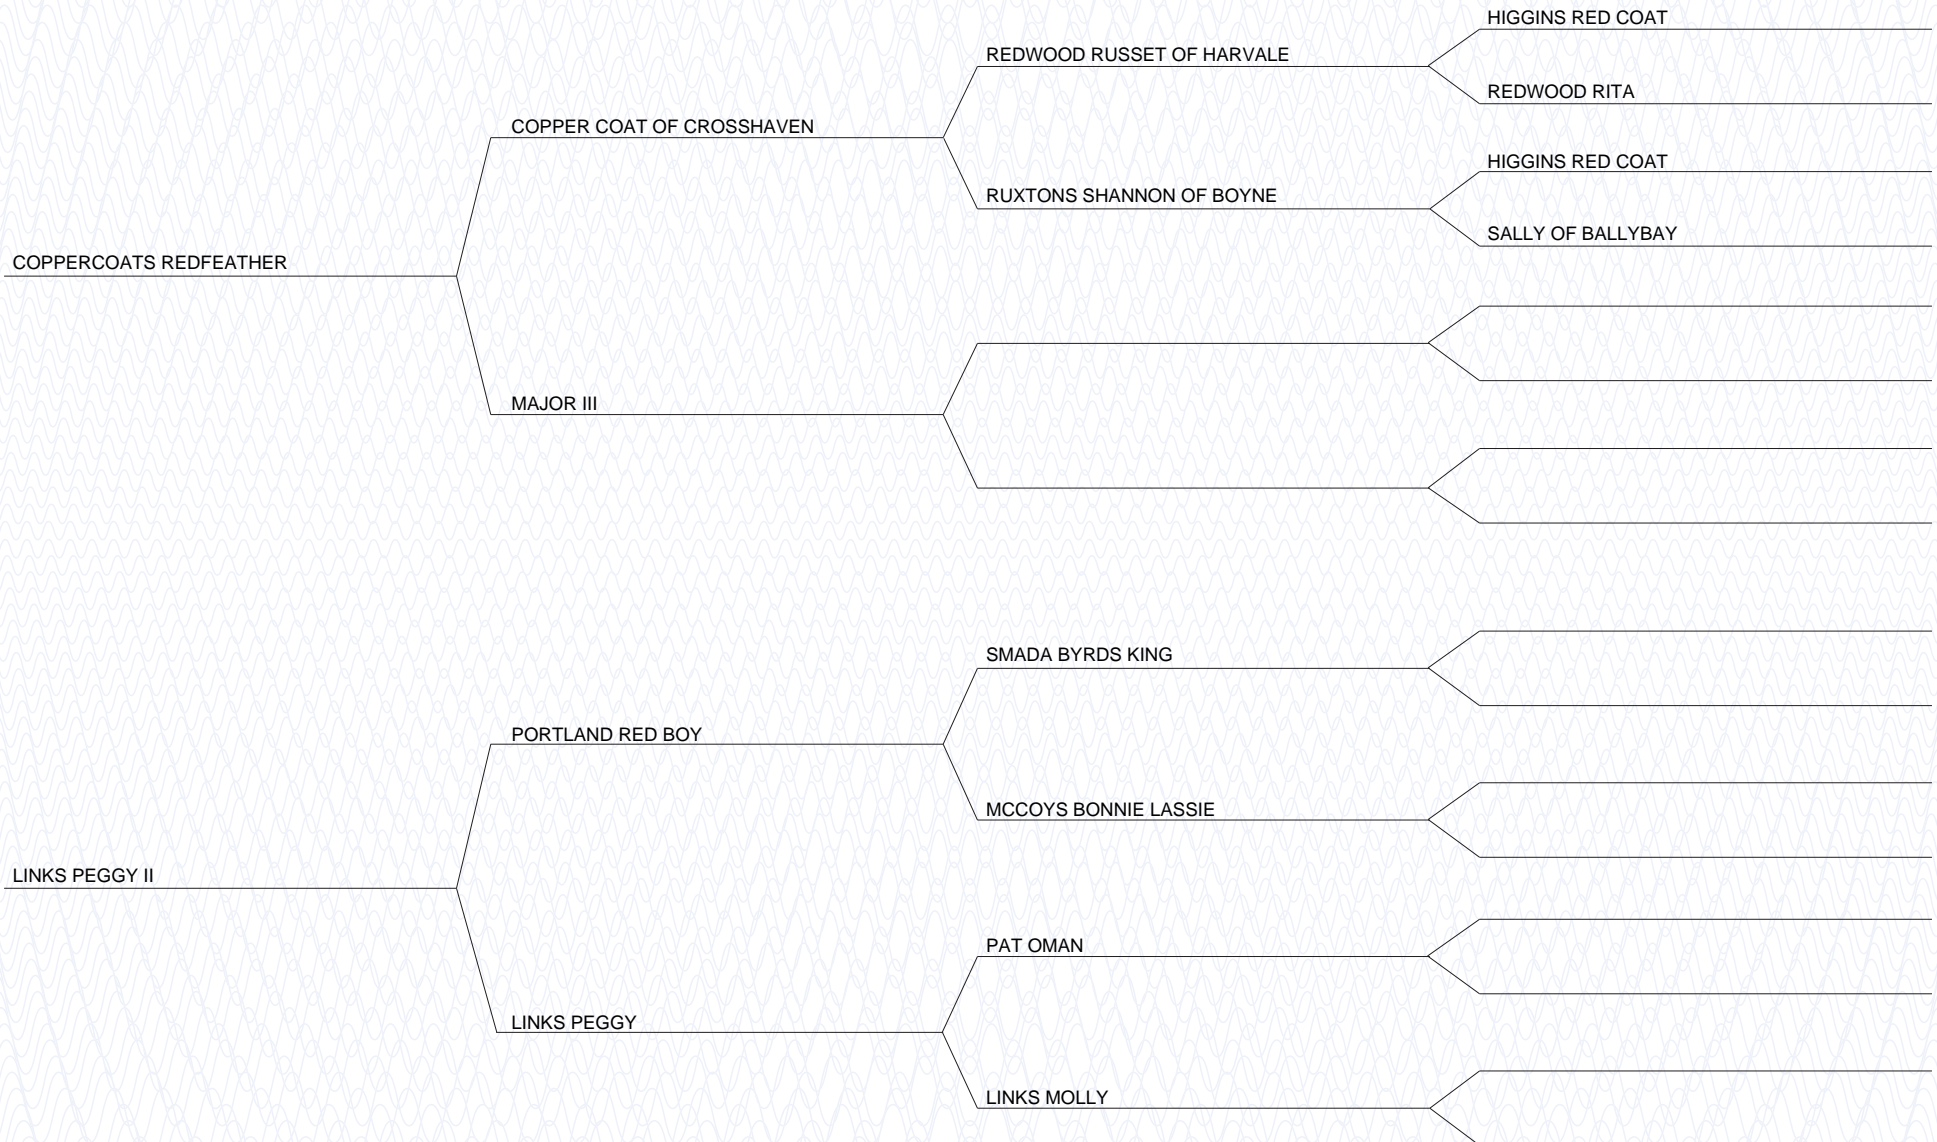 HIGGINS RED COAT
REDWOOD RUSSET OF HARVALE
REDWOOD RITA
COPPER COAT OF CROSSHAVEN
HIGGINS RED COAT
RUXTONS SHANNON OF BOYNE
SALLY OF BALLYBAY
COPPERCOATS REDFEATHER
MAJOR III
SMADA BYRDS KING
PORTLAND RED BOY
MCCOYS BONNIE LASSIE
LINKS PEGGY II
PAT OMAN
LINKS PEGGY
LINKS MOLLY